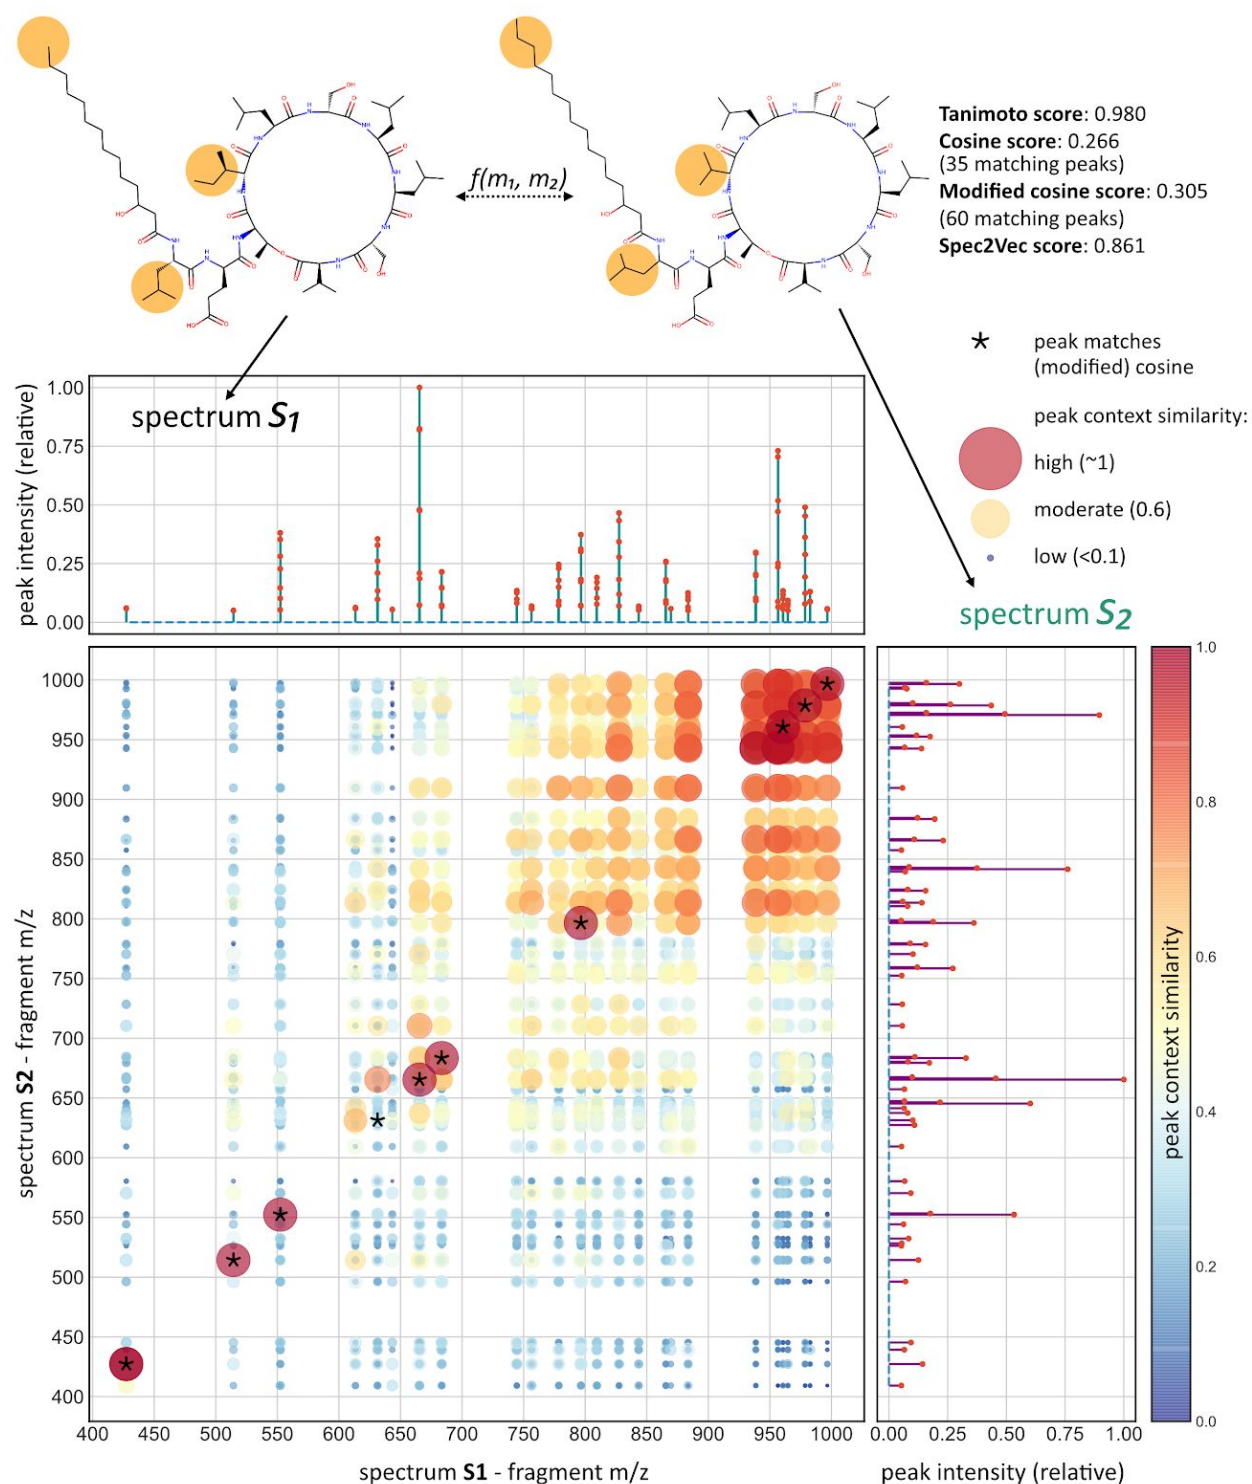 f(m1, m2)
Tanimoto score: 0.980
Cosine score: 0.266
(35 matching peaks)
Modified cosine score: 0.305
(60 matching peaks)
Spec2Vec score: 0.861
* peak matches
(modified) cosine
peak context similarity:
high (~1)
moderate (0.6)
low (<0.1)
spectrum S1
spectrum S2
peak intensity (relative)
1.00
0.75
0.50
0.25
0.00
spectrum S2 - fragment m/z
1000
950
900
850
800
750
700
650
600
550
500
450
400
400 450 500 550 600 650 700 750 800 850 900 950 1000
spectrum S1 - fragment m/z
0.00 0.25 0.50 0.75 1.00
peak intensity (relative)
peak context similarity
1.0
0.8
0.6
0.4
0.2
0.0